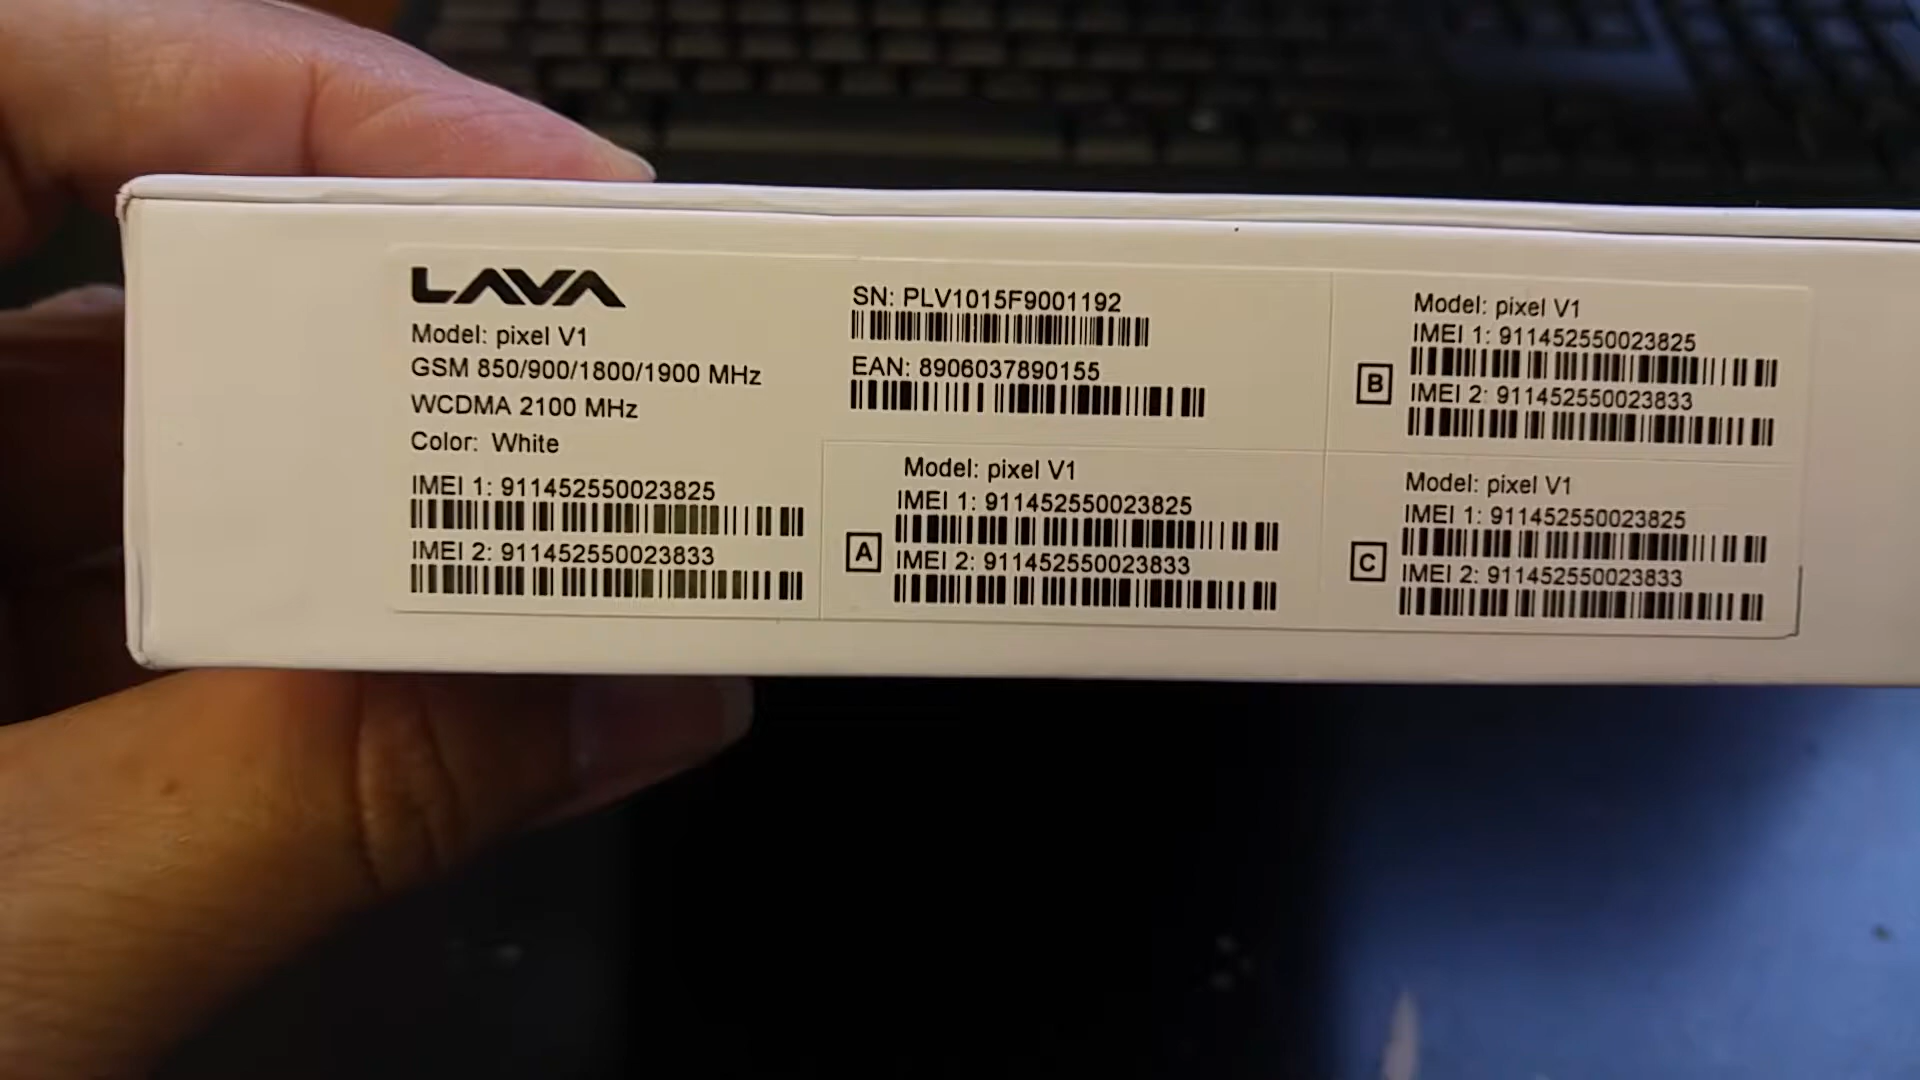 LAVA
Model: pixel V1
GSM 850/900/1800/1900 MHz
WCDMA 2100 MHz
Color: White
IMEI 1: 911452550023825
IMEI 2: 911452550023833
SN: PLV1015F9001192
EAN: 8906037890155
A
Model: pixel V1
IMEI 1: 911452550023825
IMEI 2: 911452550023833
B
Model: pixel V1
IMEI 1: 911452550023825
IMEI 2: 911452550023833
C
Model: pixel V1
IMEI 1: 911452550023825
IMEI 2: 911452550023833